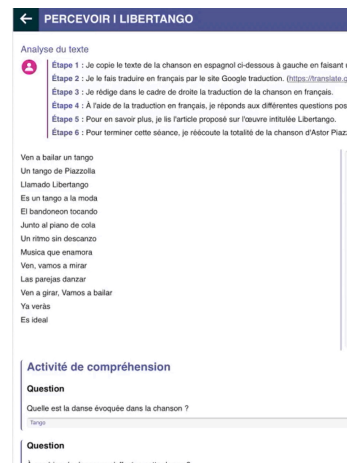 ← PERCEVOIR I LIBERTANGO
Analyse du texte
Étape 1 : Je copie le texte de la chanson en espagnol ci-dessous à gauche en faisant
Étape 2 : Je le fais traduire en français par le site Google traduction. (https://translate.g
Étape 3 : Je rédige dans le cadre de droite la traduction de la chanson en français.
Étape 4 : À l'aide de la traduction en français, je réponds aux différentes questions pos
Étape 5 : Pour en savoir plus, je lis l'article proposé sur l'œuvre intitulée Libertango.
Étape 6 : Pour terminer cette séance, je réécoute la totalité de la chanson d'Astor Piaz
Ven a bailar un tango
Un tango de Piazzolla
Llamado Libertango
Es un tango a la moda
El bandoneon tocando
Junto al piano de cola
Un ritmo sin descanzo
Musica que enamora
Ven, vamos a mirar
Las parejas danzar
Ven a girar, Vamos a bailar
Ya veràs
Es ideal
Activité de compréhension
Question
Quelle est la danse évoquée dans la chanson ?
Tango
Question